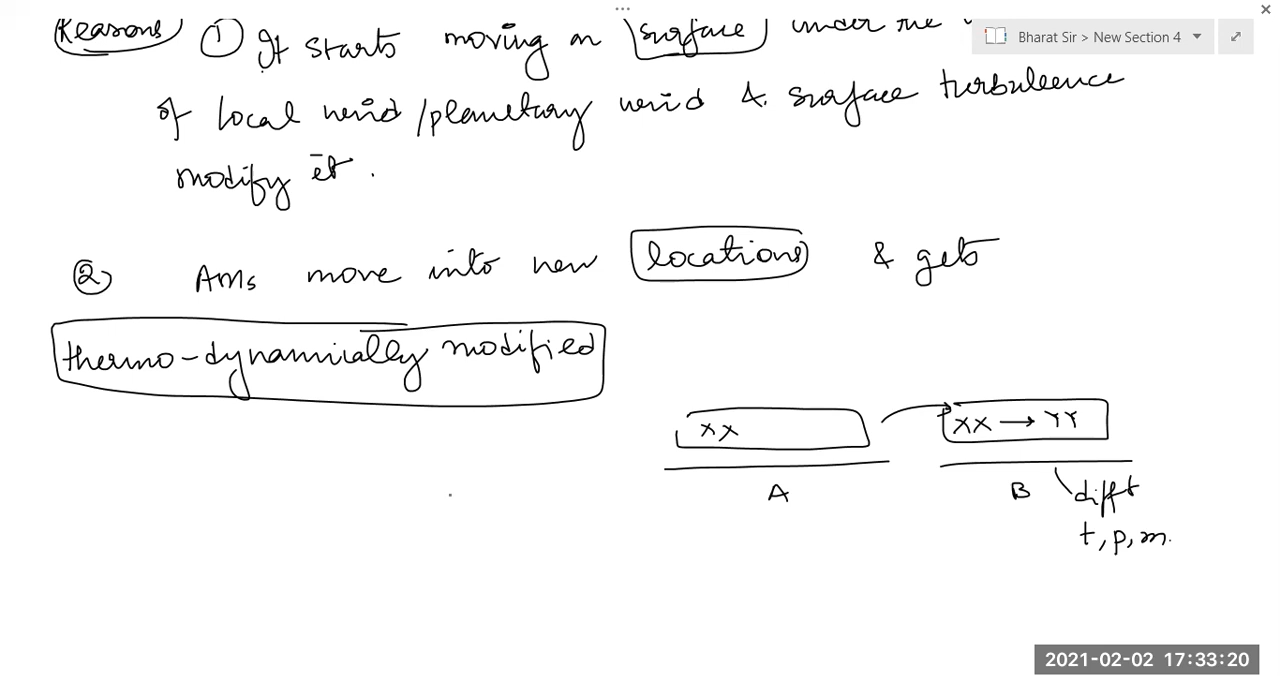 Reasons ① It starts moving on surface under the
Bharat Sir > New Section 4
of local wind/planetary wind & surface turbulence
modify it.
② AMs move into new locations & gets
thermo-dynamically modified
XX
XX → YY
A
B
difft
t, p, m.
2021-02-02 17:33:20